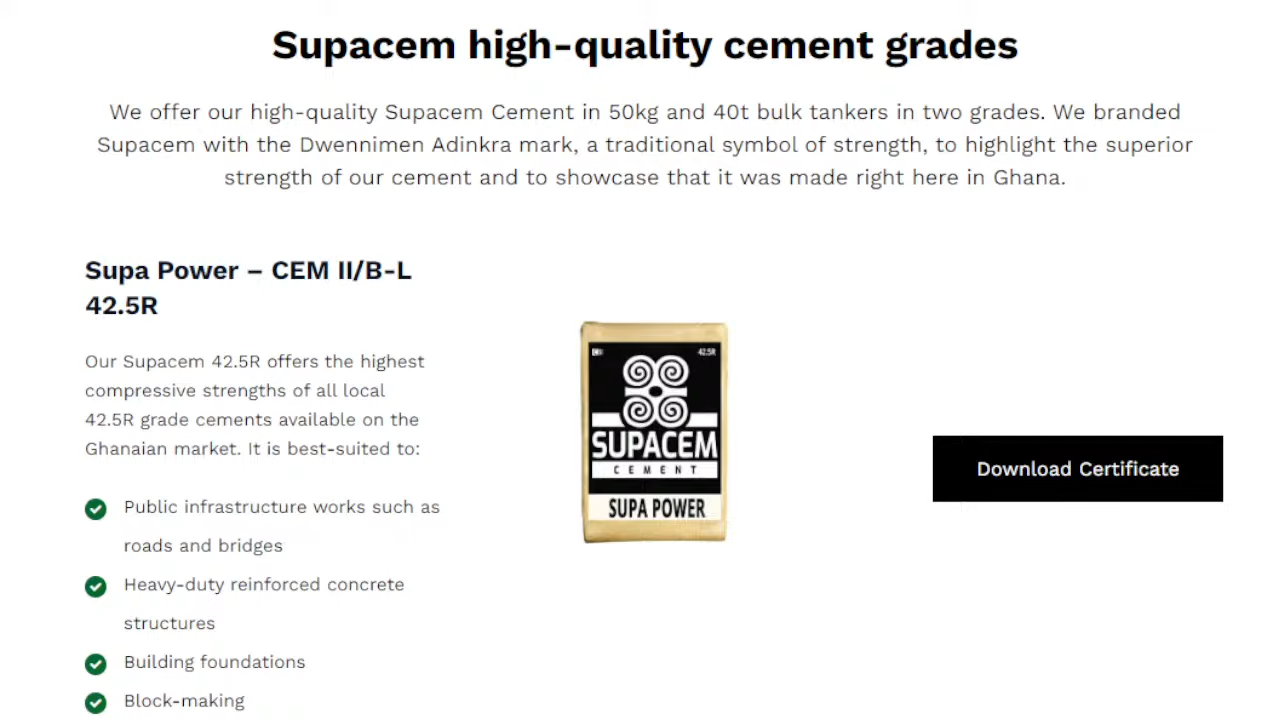 Supacem high-quality cement grades
We offer our high-quality Supacem Cement in 50kg and 40t bulk tankers in two grades. We branded
Supacem with the Dwennimen Adinkra mark, a traditional symbol of strength, to highlight the superior
strength of our cement and to showcase that it was made right here in Ghana.
Supa Power – CEM II/B-L
42.5R
Our Supacem 42.5R offers the highest
compressive strengths of all local
42.5R grade cements available on the
Ghanaian market. It is best-suited to:
Public infrastructure works such as
roads and bridges
Heavy-duty reinforced concrete
structures
Building foundations
Block-making
42.5R
SUPACEM
CEMENT
SUPA POWER
Download Certificate